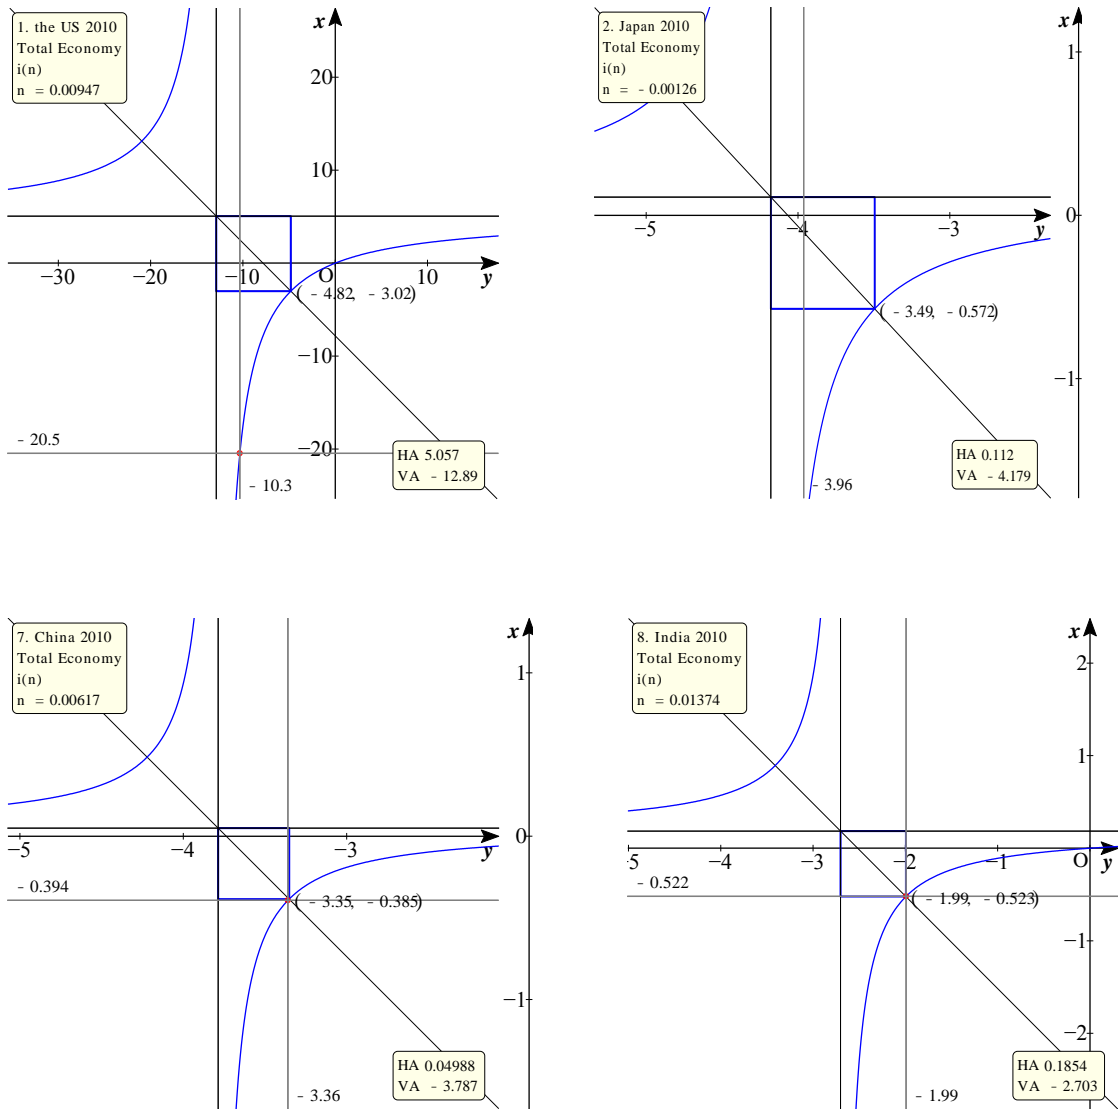 1. the US 2010
Total Economy
i(n)
n = 0.00947
x
20
10
-30 -20 -10 O 10 y
( - 4.82, - 3.02)
-10
- 20.5
-20
HA 5.057
VA - 12.89
- 10.3
2. Japan 2010
Total Economy
i(n)
n = - 0.00126
x
1
0
-5 -4 -3 y
( - 3.49, - 0.572)
-1
HA 0.112
VA - 4.179
- 3.96
7. China 2010
Total Economy
i(n)
n = 0.00617
x
1
0
-5 -4 -3 y
- 0.394
( - 3.35, - 0.385)
-1
HA 0.04988
VA - 3.787
- 3.36
8. India 2010
Total Economy
i(n)
n = 0.01374
x
2
1
5 -4 -3 -2 -1 O y
- 0.522
( - 1.99, - 0.523)
-1
-2
HA 0.1854
VA - 2.703
- 1.99